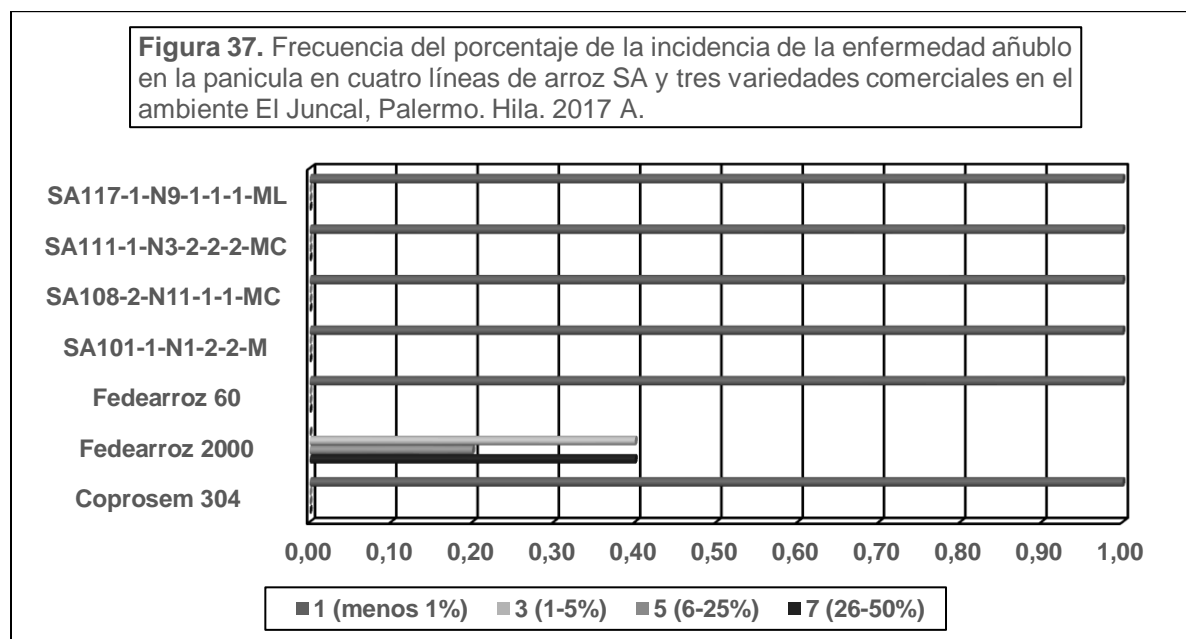 Figura 37. Frecuencia del porcentaje de la incidencia de la enfermedad añublo
en la panicula en cuatro líneas de arroz SA y tres variedades comerciales en el
ambiente El Juncal, Palermo. Hila. 2017 A.
SA117-1-N9-1-1-1-ML
SA111-1-N3-2-2-2-MC
SA108-2-N11-1-1-MC
SA101-1-N1-2-2-M
Fedearroz 60
Fedearroz 2000
Coprosem 304
0,00 0,10 0,20 0,30 0,40 0,50 0,60 0,70 0,80 0,90 1,00
1 (menos 1%) 3 (1-5%) 5 (6-25%) 7 (26-50%)